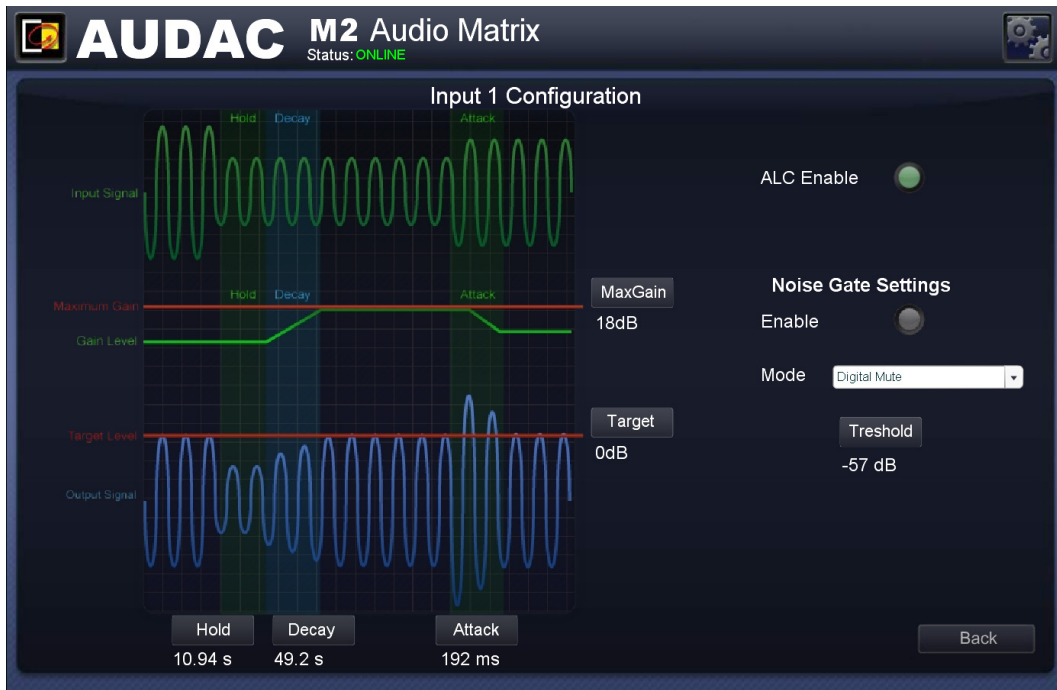 AUDAC M2 Audio Matrix
Status: ONLINE
Input 1 Configuration
Hold Decay Attack
Input Signal
ALC Enable
Hold Decay Attack
Maximum Gain
MaxGain
18dB
Gain Level
Noise Gate Settings
Enable
Mode Digital Mute
Target Level
Target
0dB
Treshold
-57 dB
Output Signal
Hold Decay Attack
10.94 s 49.2 s 192 ms
Back